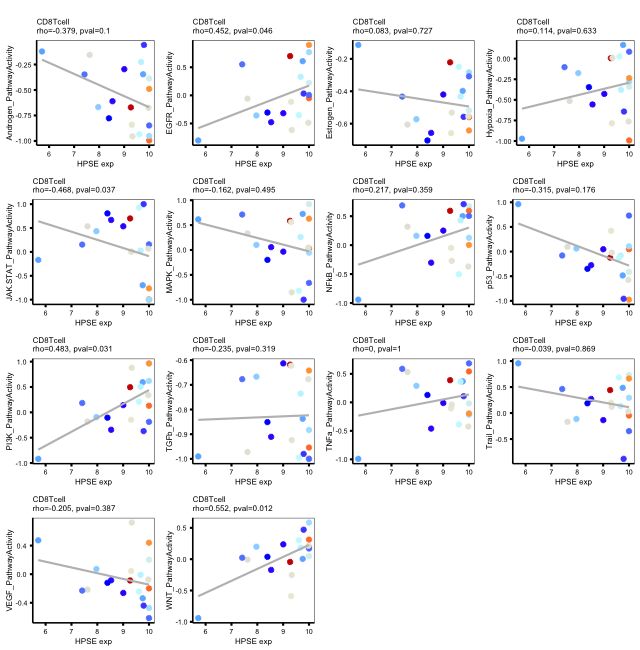 CD8Tcell
rho=-0.379, pval=0.1
Androgen_PathwayActivity
-0.25
-0.50
-0.75
-1.00
6 7 8 9 10
HPSE exp
CD8Tcell
rho=0.452, pval=0.046
EGFR_PathwayActivity
0.5
0.0
-0.5
6 7 8 9 10
HPSE exp
CD8Tcell
rho=0.083, pval=0.727
Estrogen_PathwayActivity
-0.2
-0.4
-0.6
6 7 8 9 10
HPSE exp
CD8Tcell
rho=0.114, pval=0.633
Hypoxia_PathwayActivity
0.00
-0.25
-0.50
-0.75
-1.00
6 7 8 9 10
HPSE exp
CD8Tcell
rho=-0.468, pval=0.037
JAK.STAT_PathwayActivity
1.0
0.5
0.0
-0.5
-1.0
6 7 8 9 10
HPSE exp
CD8Tcell
rho=-0.162, pval=0.495
MAPK_PathwayActivity
1.0
0.5
0.0
-0.5
-1.0
6 7 8 9 10
HPSE exp
CD8Tcell
rho=0.217, pval=0.359
NFkB_PathwayActivity
0.5
0.0
-0.5
-1.0
6 7 8 9 10
HPSE exp
CD8Tcell
rho=-0.315, pval=0.176
p53_PathwayActivity
1.0
0.5
0.0
-0.5
-1.0
6 7 8 9 10
HPSE exp
CD8Tcell
rho=0.483, pval=0.031
PI3K_PathwayActivity
1.0
0.5
0.0
-0.5
-1.0
6 7 8 9 10
HPSE exp
CD8Tcell
rho=-0.235, pval=0.319
TGFb_PathwayActivity
-0.6
-0.7
-0.8
-0.9
-1.0
6 7 8 9 10
HPSE exp
CD8Tcell
rho=0, pval=1
TNFa_PathwayActivity
0.5
0.0
-0.5
-1.0
6 7 8 9 10
HPSE exp
CD8Tcell
rho=-0.039, pval=0.869
Trail_PathwayActivity
1.0
0.5
0.0
-0.5
6 7 8 9 10
HPSE exp
CD8Tcell
rho=-0.205, pval=0.387
VEGF_PathwayActivity
0.4
0.0
-0.4
6 7 8 9 10
HPSE exp
CD8Tcell
rho=0.552, pval=0.012
WNT_PathwayActivity
0.5
0.0
-0.5
-1.0
6 7 8 9 10
HPSE exp